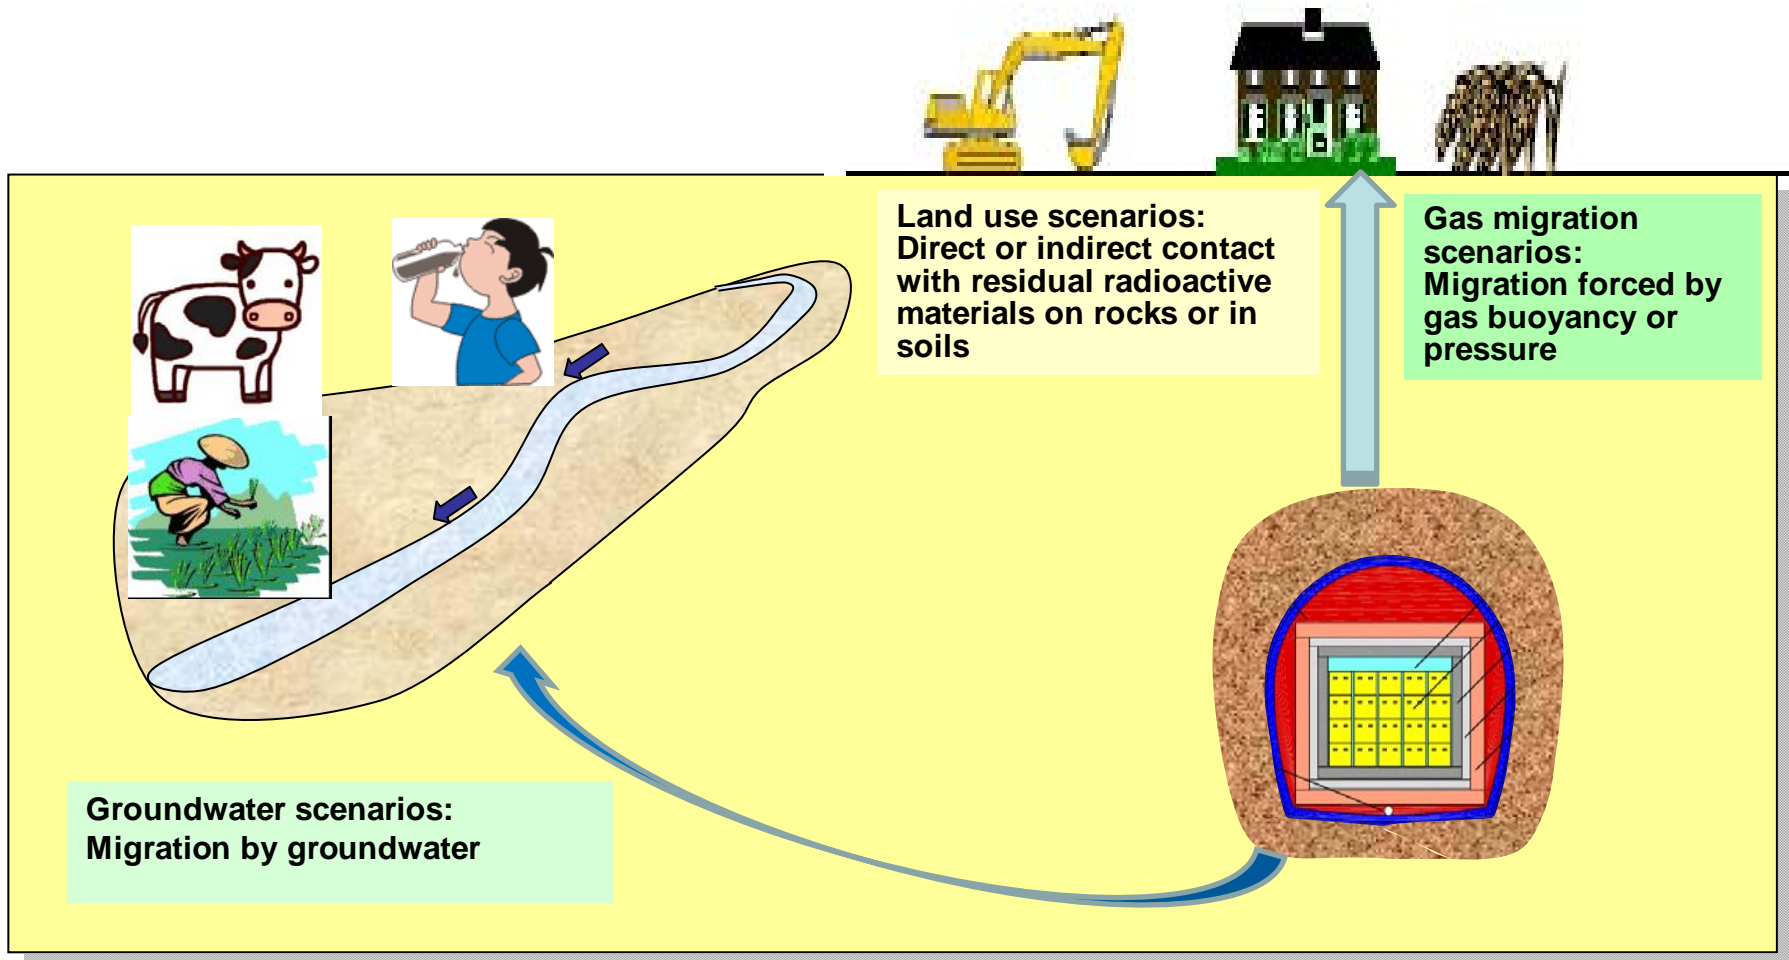 Land use scenarios:
Direct or indirect contact
with residual radioactive
materials on rocks or in
soils
Gas migration
scenarios:
Migration forced by
gas buoyancy or
pressure
Groundwater scenarios:
Migration by groundwater